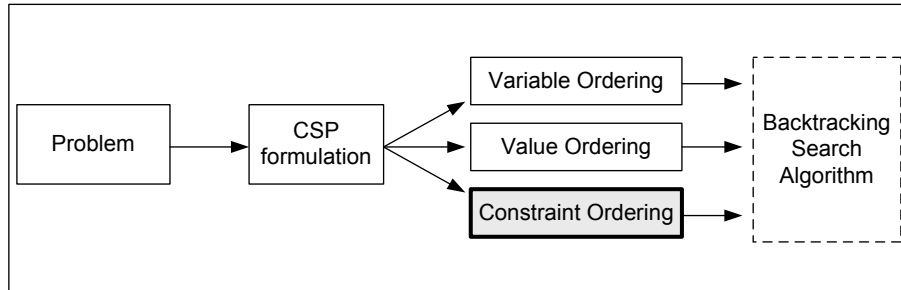 Problem
CSP
formulation
Variable Ordering
Value Ordering
Constraint Ordering
Backtracking
Search
Algorithm